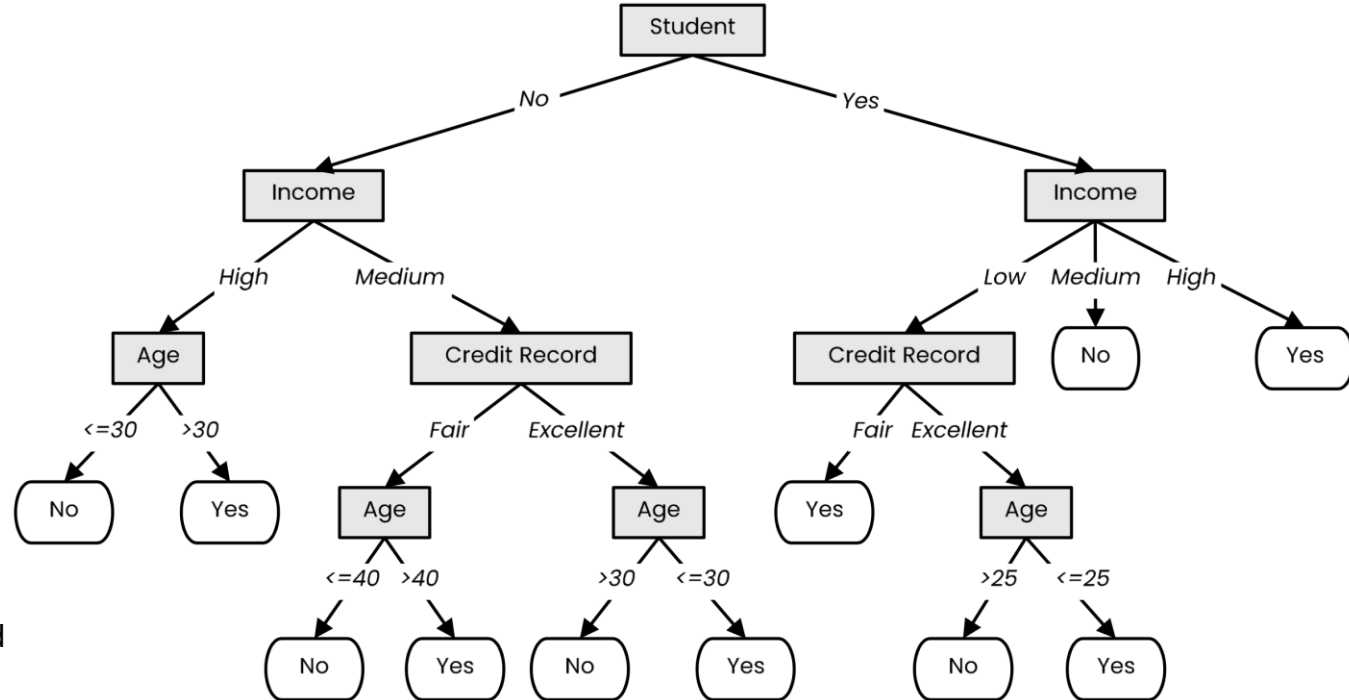 Student
No Yes
Income Income
High Medium Low Medium High
Age Credit Record Credit Record No Yes
<=30 >30 Fair Excellent Fair Excellent
No Yes Age Age Yes Age
<=40 >40 >30 <=30 >25 <=25
No Yes No Yes No Yes